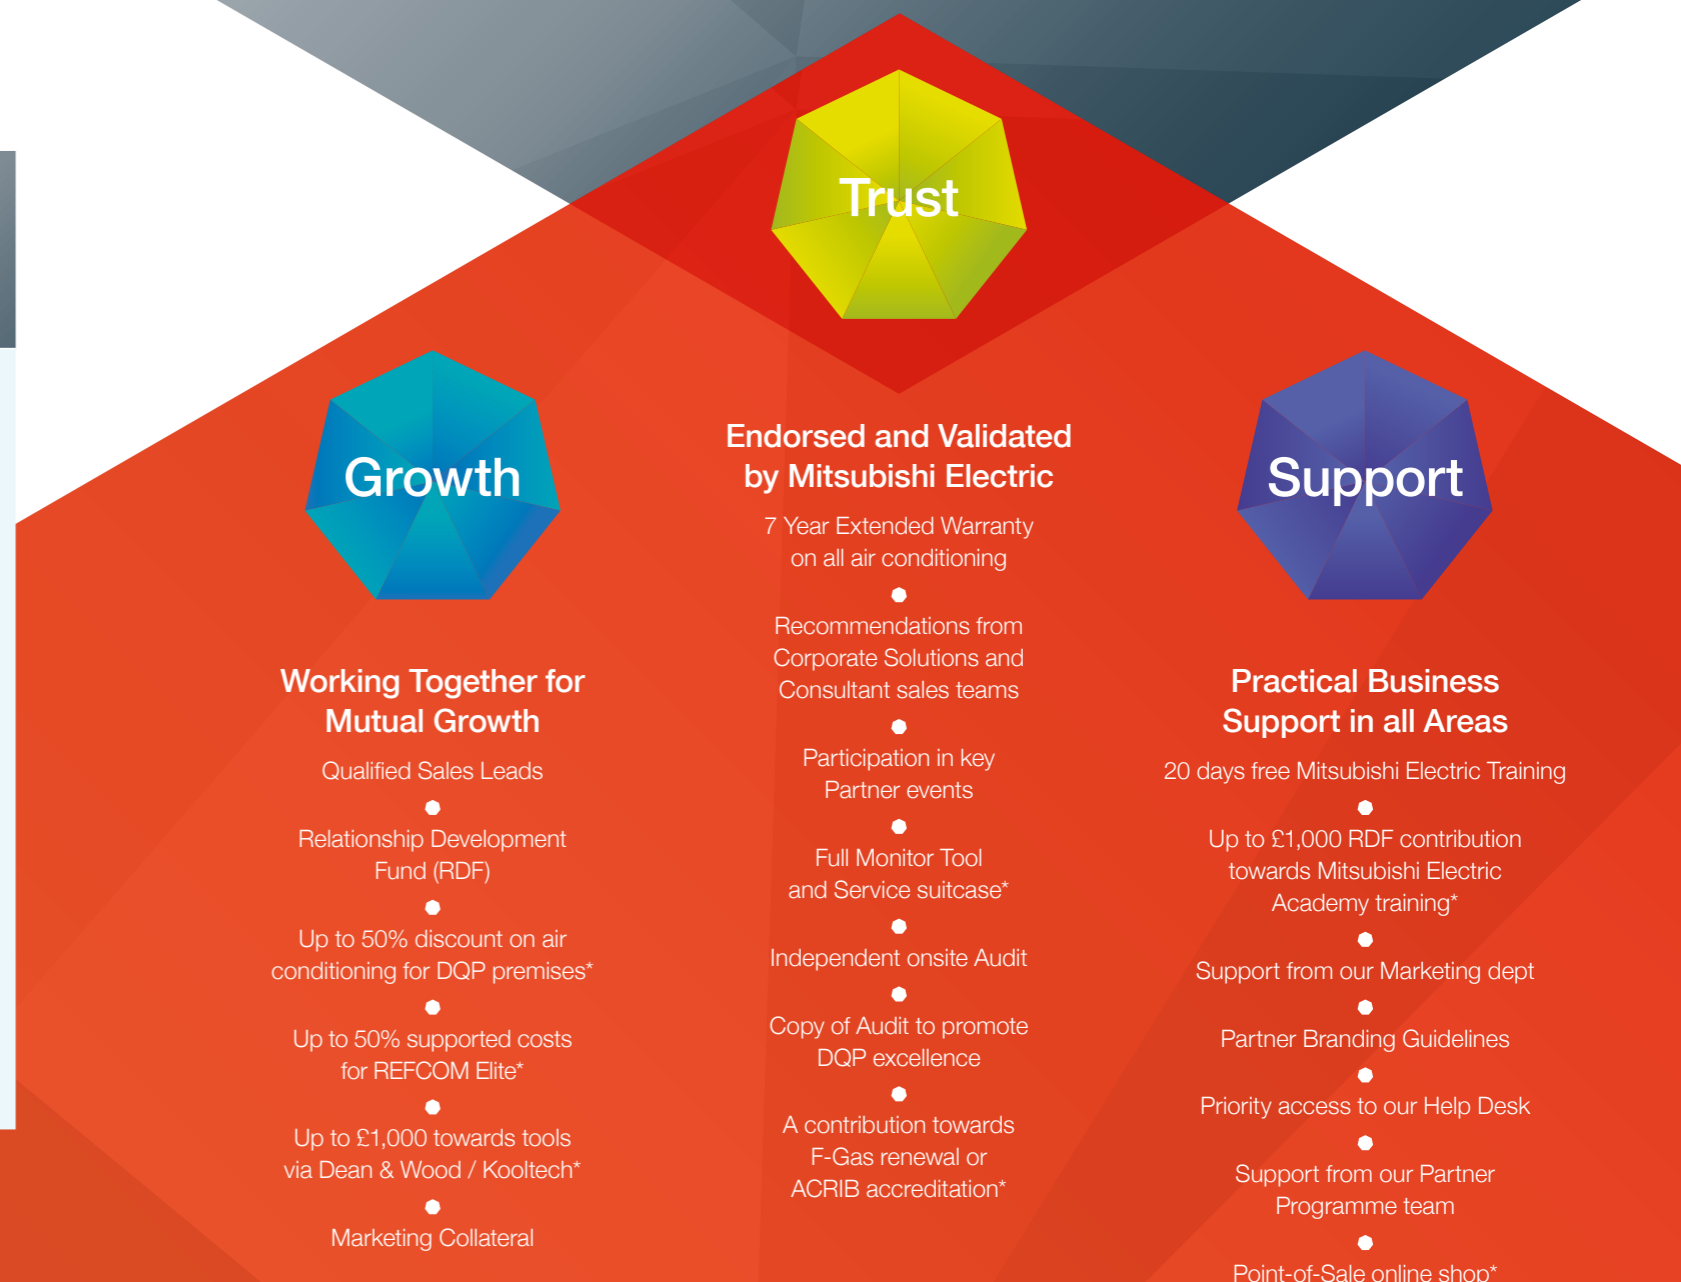 Trust
Endorsed and Validated
by Mitsubishi Electric
7 Year Extended Warranty
on all air conditioning
Recommendations from
Corporate Solutions and
Consultant sales teams
Participation in key
Partner events
Full Monitor Tool
and Service suitcase*
Independent onsite Audit
Copy of Audit to promote
DQP excellence
A contribution towards
F-Gas renewal or
ACRIB accreditation*
Growth
Working Together for
Mutual Growth
Qualified Sales Leads
Relationship Development
Fund (RDF)
Up to 50% discount on air
conditioning for DQP premises*
Up to 50% supported costs
for REFCOM Elite*
Up to £1,000 towards tools
via Dean & Wood / Kooltech*
Marketing Collateral
Support
Practical Business
Support in all Areas
20 days free Mitsubishi Electric Training
Up to £1,000 RDF contribution
towards Mitsubishi Electric
Academy training*
Support from our Marketing dept
Partner Branding Guidelines
Priority access to our Help Desk
Support from our Partner
Programme team
Point-of-Sale online shop*